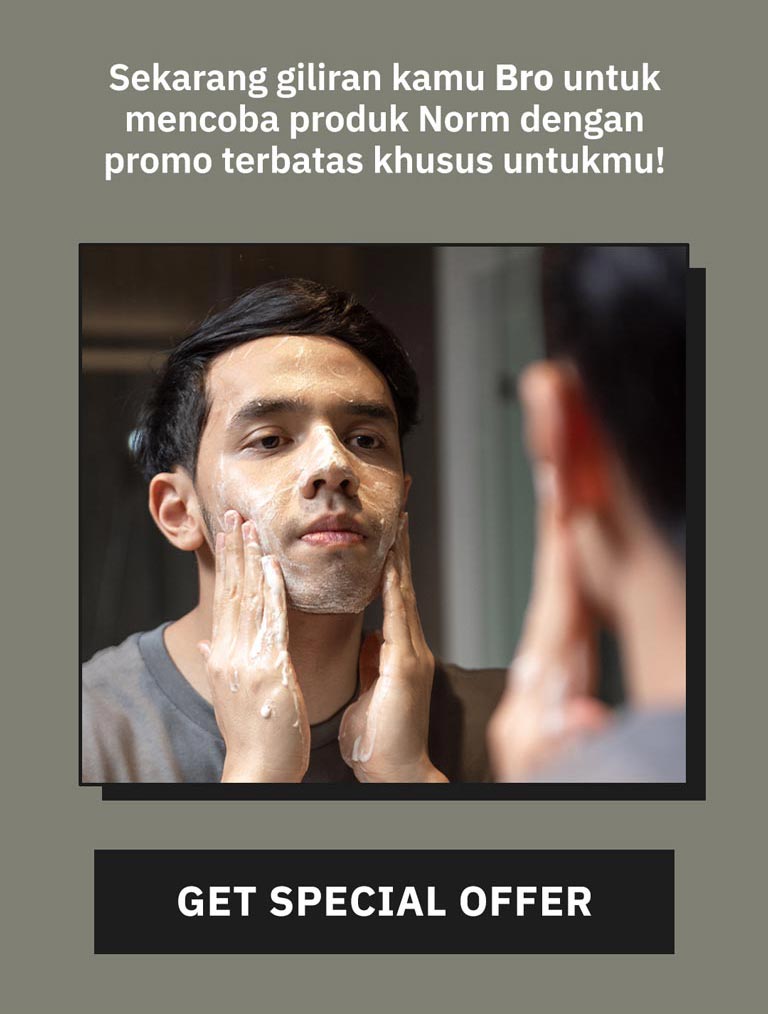 Sekarang giliran kamu Bro untuk
mencoba produk Norm dengan
promo terbatas khusus untukmu!
GET SPECIAL OFFER